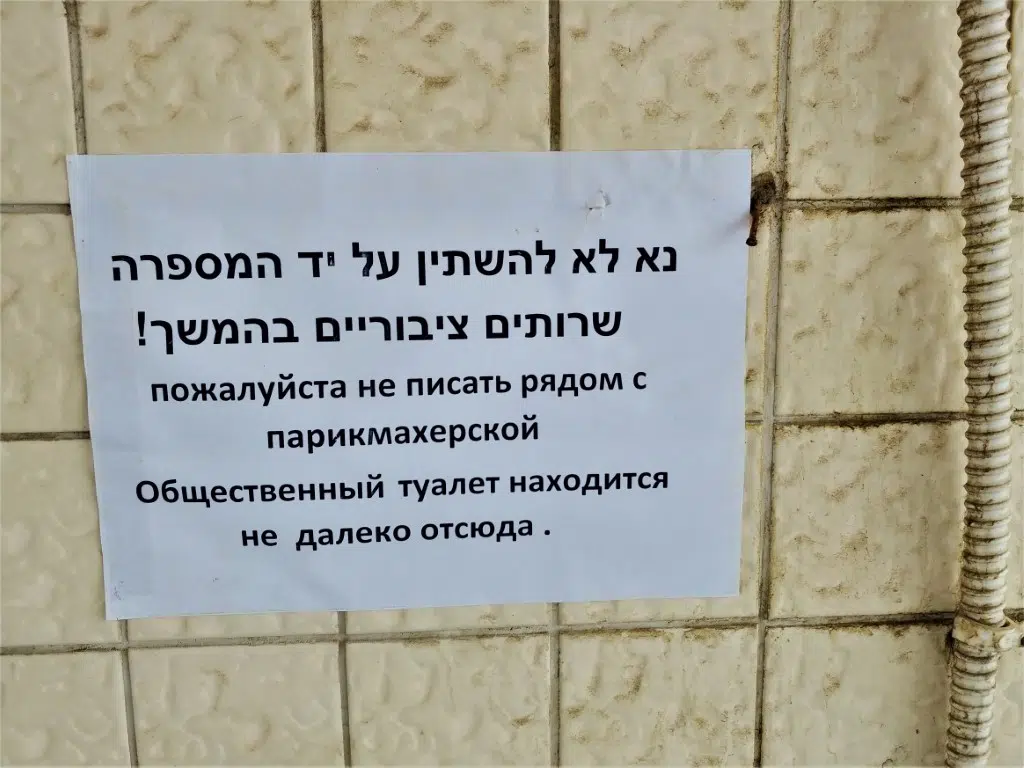 נא לא להשתין על יד המספרה
שרותים ציבוריים בהמשך!
пожалуйста не писать рядом с
парикмахерской
Общественный туалет находится
не далеко отсюда .